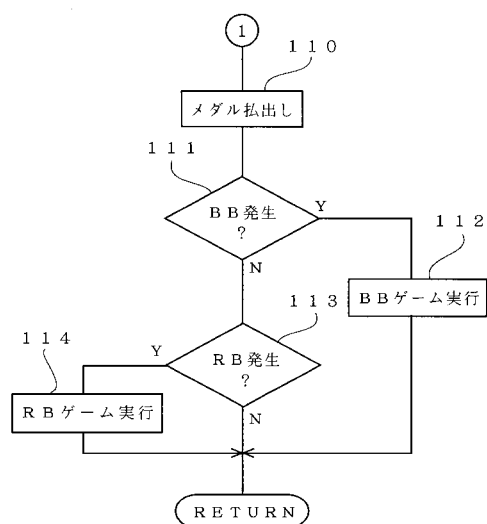 1
110
メダル払出し
111
BB発生
?
Y
N
112
BBゲーム実行
113
RB発生
?
Y
N
114
RBゲーム実行
RETURN